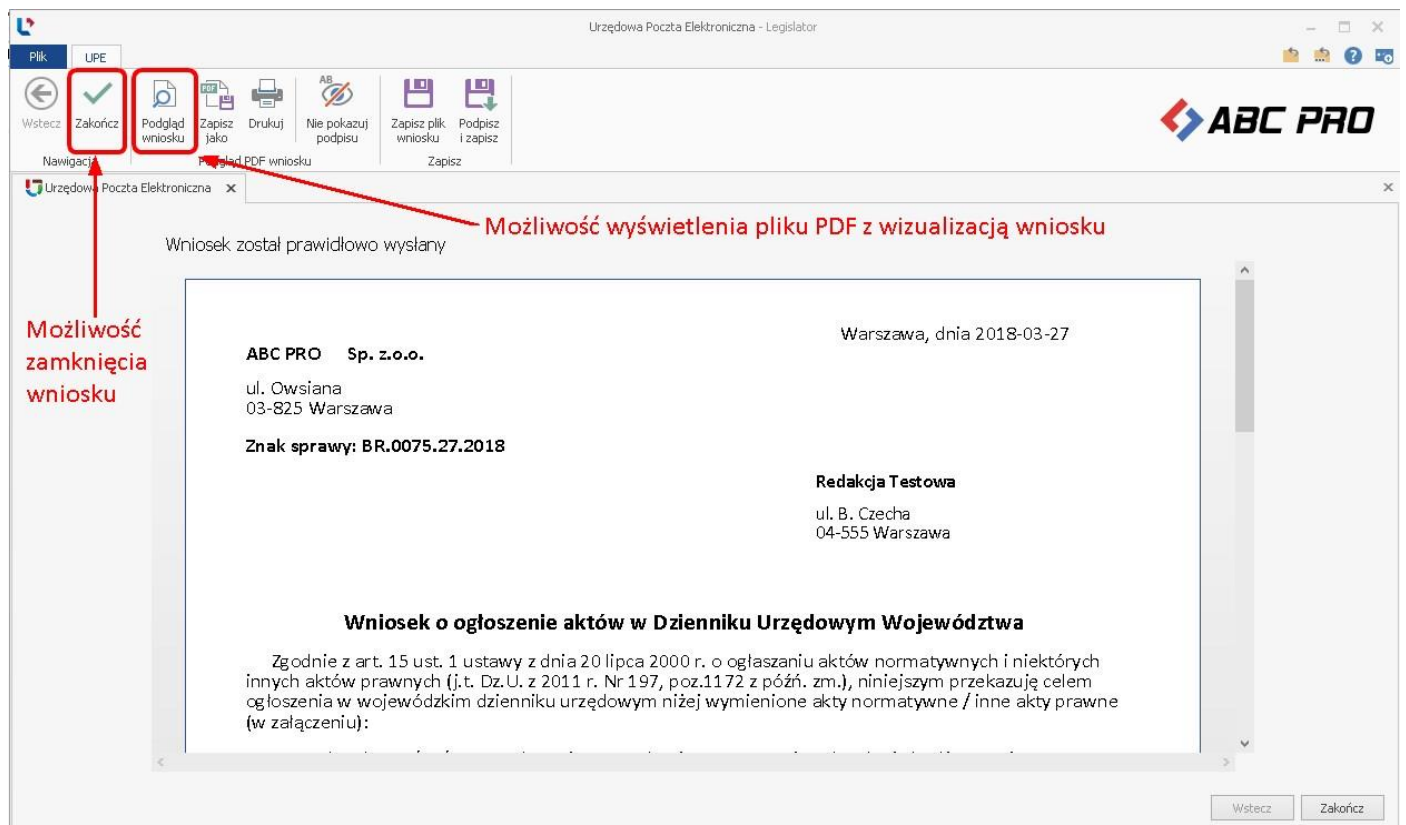 Urzędowa Poczta Elektroniczna - Legislator
Plik UPE
Wstecz Zakończ Podgląd wniosku Zapisz jako Drukuj Nie pokazuj podpisu Zapisz plik wniosku Podpisz i zapisz
Nawigacja Podgląd PDF wniosku Zapisz
ABC PRO
Urzędowa Poczta Elektroniczna
Możliwość wyświetlenia pliku PDF z wizualizacją wniosku
Wniosek został prawidłowo wysłany
Możliwość
zamknięcia
wniosku
Warszawa, dnia 2018-03-27
ABC PRO Sp. z.o.o.
ul. Owsiana
03-825 Warszawa
Znak sprawy: BR.0075.27.2018
Redakcja Testowa
ul. B. Czecha
04-555 Warszawa
Wniosek o ogłoszenie aktów w Dzienniku Urzędowym Województwa
Zgodnie z art. 15 ust. 1 ustawy z dnia 20 lipca 2000 r. o ogłaszaniu aktów normatywnych i niektórych
innych aktów prawnych (j.t. Dz.U. z 2011 r. Nr 197, poz.1172 z późń. zm.), niniejszym przekazuję celem
ogłoszenia w wojewódzkim dzienniku urzędowym niżej wymienione akty normatywne / inne akty prawne
(w załączeniu):
Wstecz Zakończ